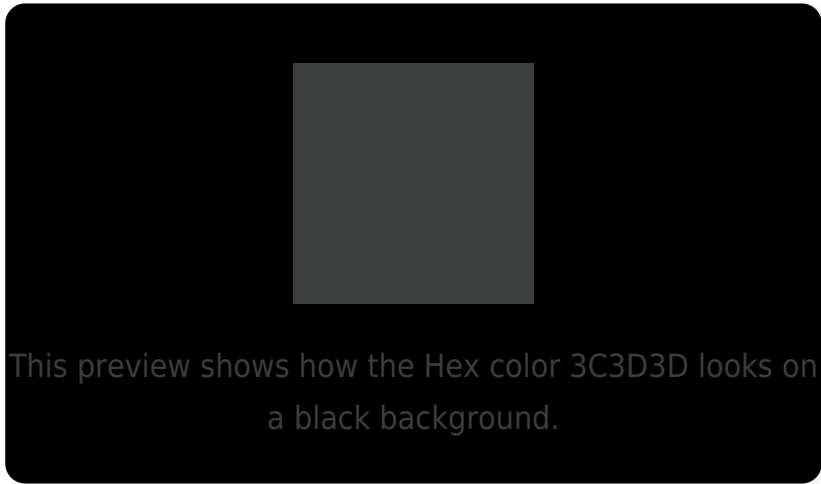 This preview shows how the Hex color 3C3D3D looks on
a black background.